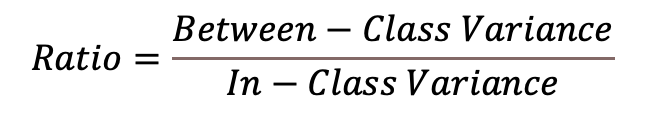 Ratio = Between − Class Variance
In − Class Variance